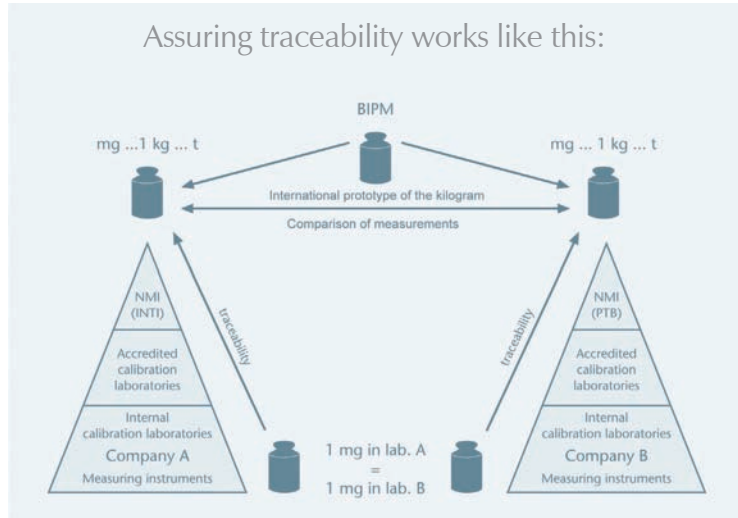 Assuring traceability works like this:
BIPM
mg ...1 kg ... t
mg ... 1 kg ... t
International prototype of the kilogram
Comparison of measurements
NMI
(INTI)
Accredited
calibration
laboratories
Internal
calibration laboratories
Company A
Measuring instruments
traceability
1 mg in lab. A
=
1 mg in lab. B
traceability
NMI
(PTB)
Accredited
calibration
laboratories
Internal
calibration laboratories
Company B
Measuring instruments